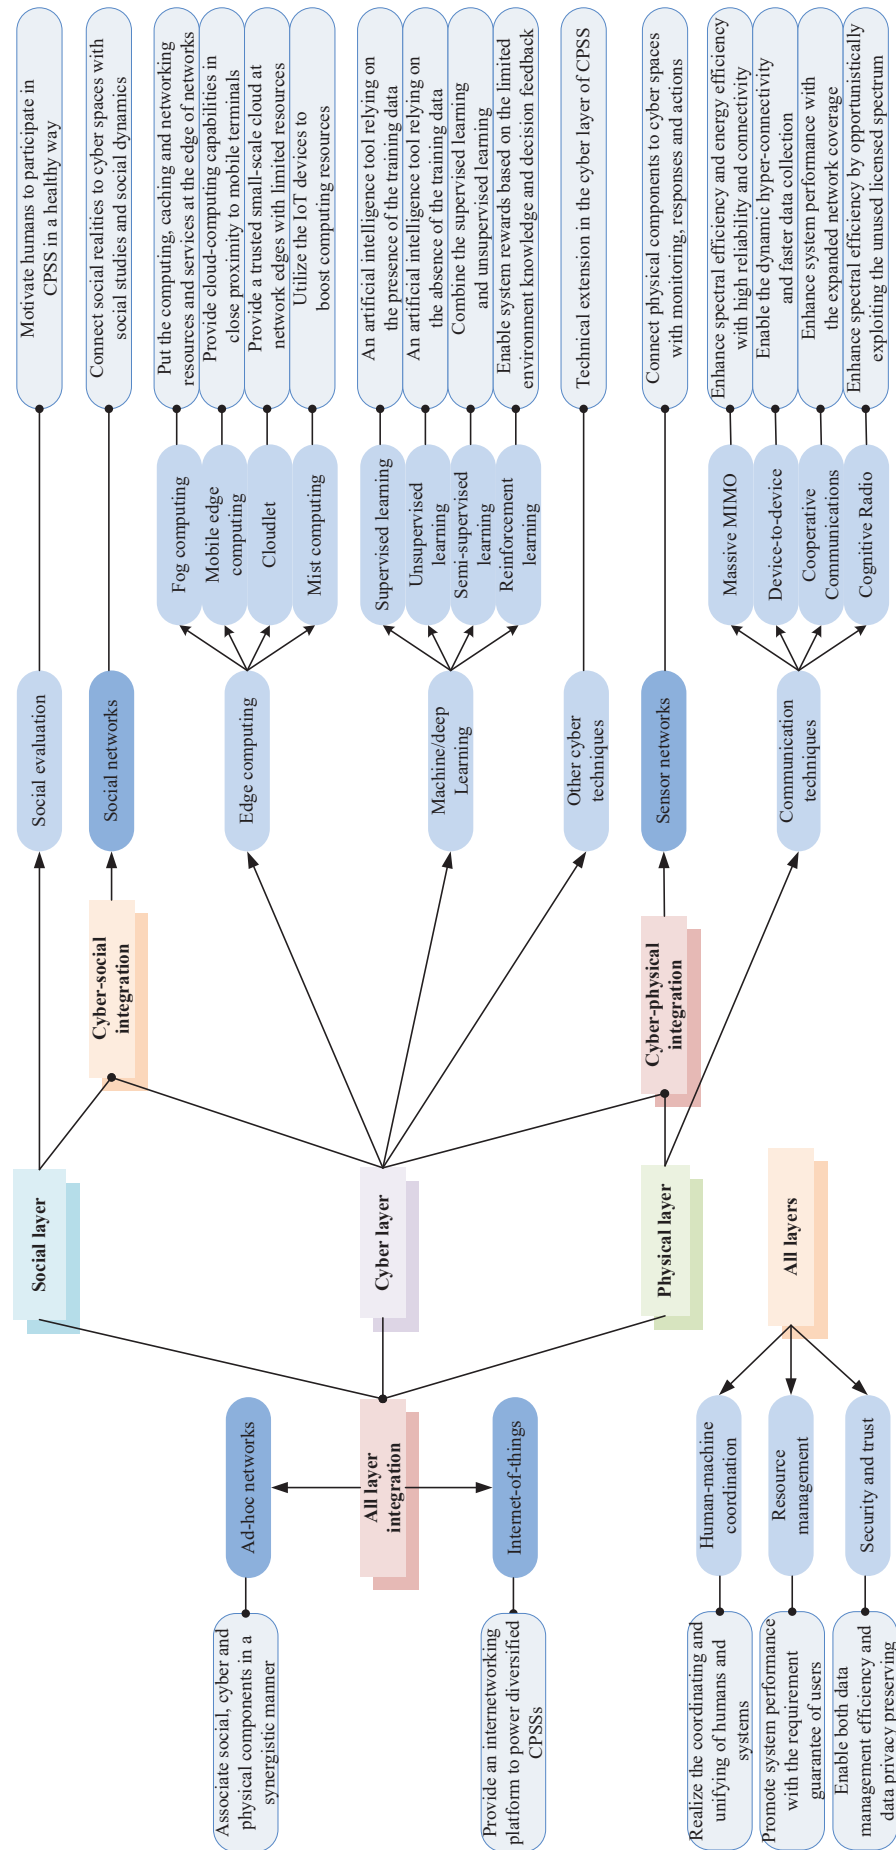 Associate social, cyber and
physical components in a
synergistic manner
Ad-hoc networks
All layer
integration
Internet-of-things
Provide an internetworking
platform to power diversified
CPSSs
Realize the coordinating and
unifying of humans and
systems
Human-machine
coordination
Promote system performance
with the requirement
guarantee of users
Resource
management
Enable both data
management efficiency and
data privacy preserving
Security and trust
All layers
Social layer
Cyber layer
Physical layer
Cyber-social
integration
Cyber-physical
integration
Social evaluation
Motivate humans to participate in
CPSS in a healthy way
Social networks
Connect social realities to cyber spaces with
social studies and social dynamics
Edge computing
Fog computing
Put the computing, caching and networking
resources and services at the edge of networks
Mobile edge
computing
Provide cloud-computing capabilities in
close proximity to mobile terminals
Cloudlet
Provide a trusted small-scale cloud at
network edges with limited resources
Mist computing
Utilize the IoT devices to
boost computing resources
Machine/deep
Learning
Supervised learning
An artificial intelligence tool relying on
the presence of the training data
Unsupervised
learning
An artificial intelligence tool relying on
the absence of the training data
Semi-supervised
learning
Combine the supervised learning
and unsupervised learning
Reinforcement
learning
Enable system rewards based on the limited
environment knowledge and decision feedback
Other cyber
techniques
Technical extension in the cyber layer of CPSS
Sensor networks
Connect physical components to cyber spaces
with monitoring, responses and actions
Communication
techniques
Massive MIMO
Enhance spectral efficiency and energy efficiency
with high reliability and connectivity
Device-to-device
Enable the dynamic hyper-connectivity
and faster data collection
Cooperative
Communications
Enhance system performance with
the expanded network coverage
Cognitive Radio
Enhance spectral efficiency by opportunistically
exploiting the unused licensed spectrum